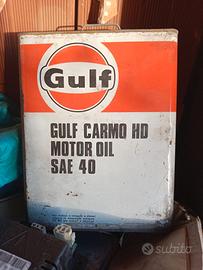 Gulf
GULF CARMO HD
MOTOR OIL
SAE 40
subito